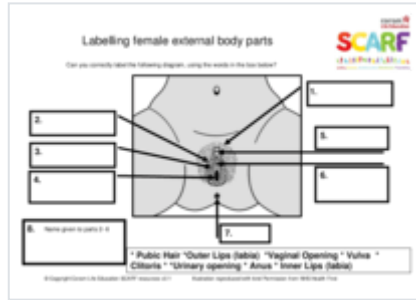 Labelling female external body parts
SCARF
Can you correctly label the following diagram, using the words in the box below?
1.
2.
3.
4.
5.
6.
7.
8. Name given to parts 2-6
* Pubic Hair *Outer Lips (labia) *Vaginal Opening * Vulva *
Clitoris * *Urinary opening * Anus * Inner Lips (labia)